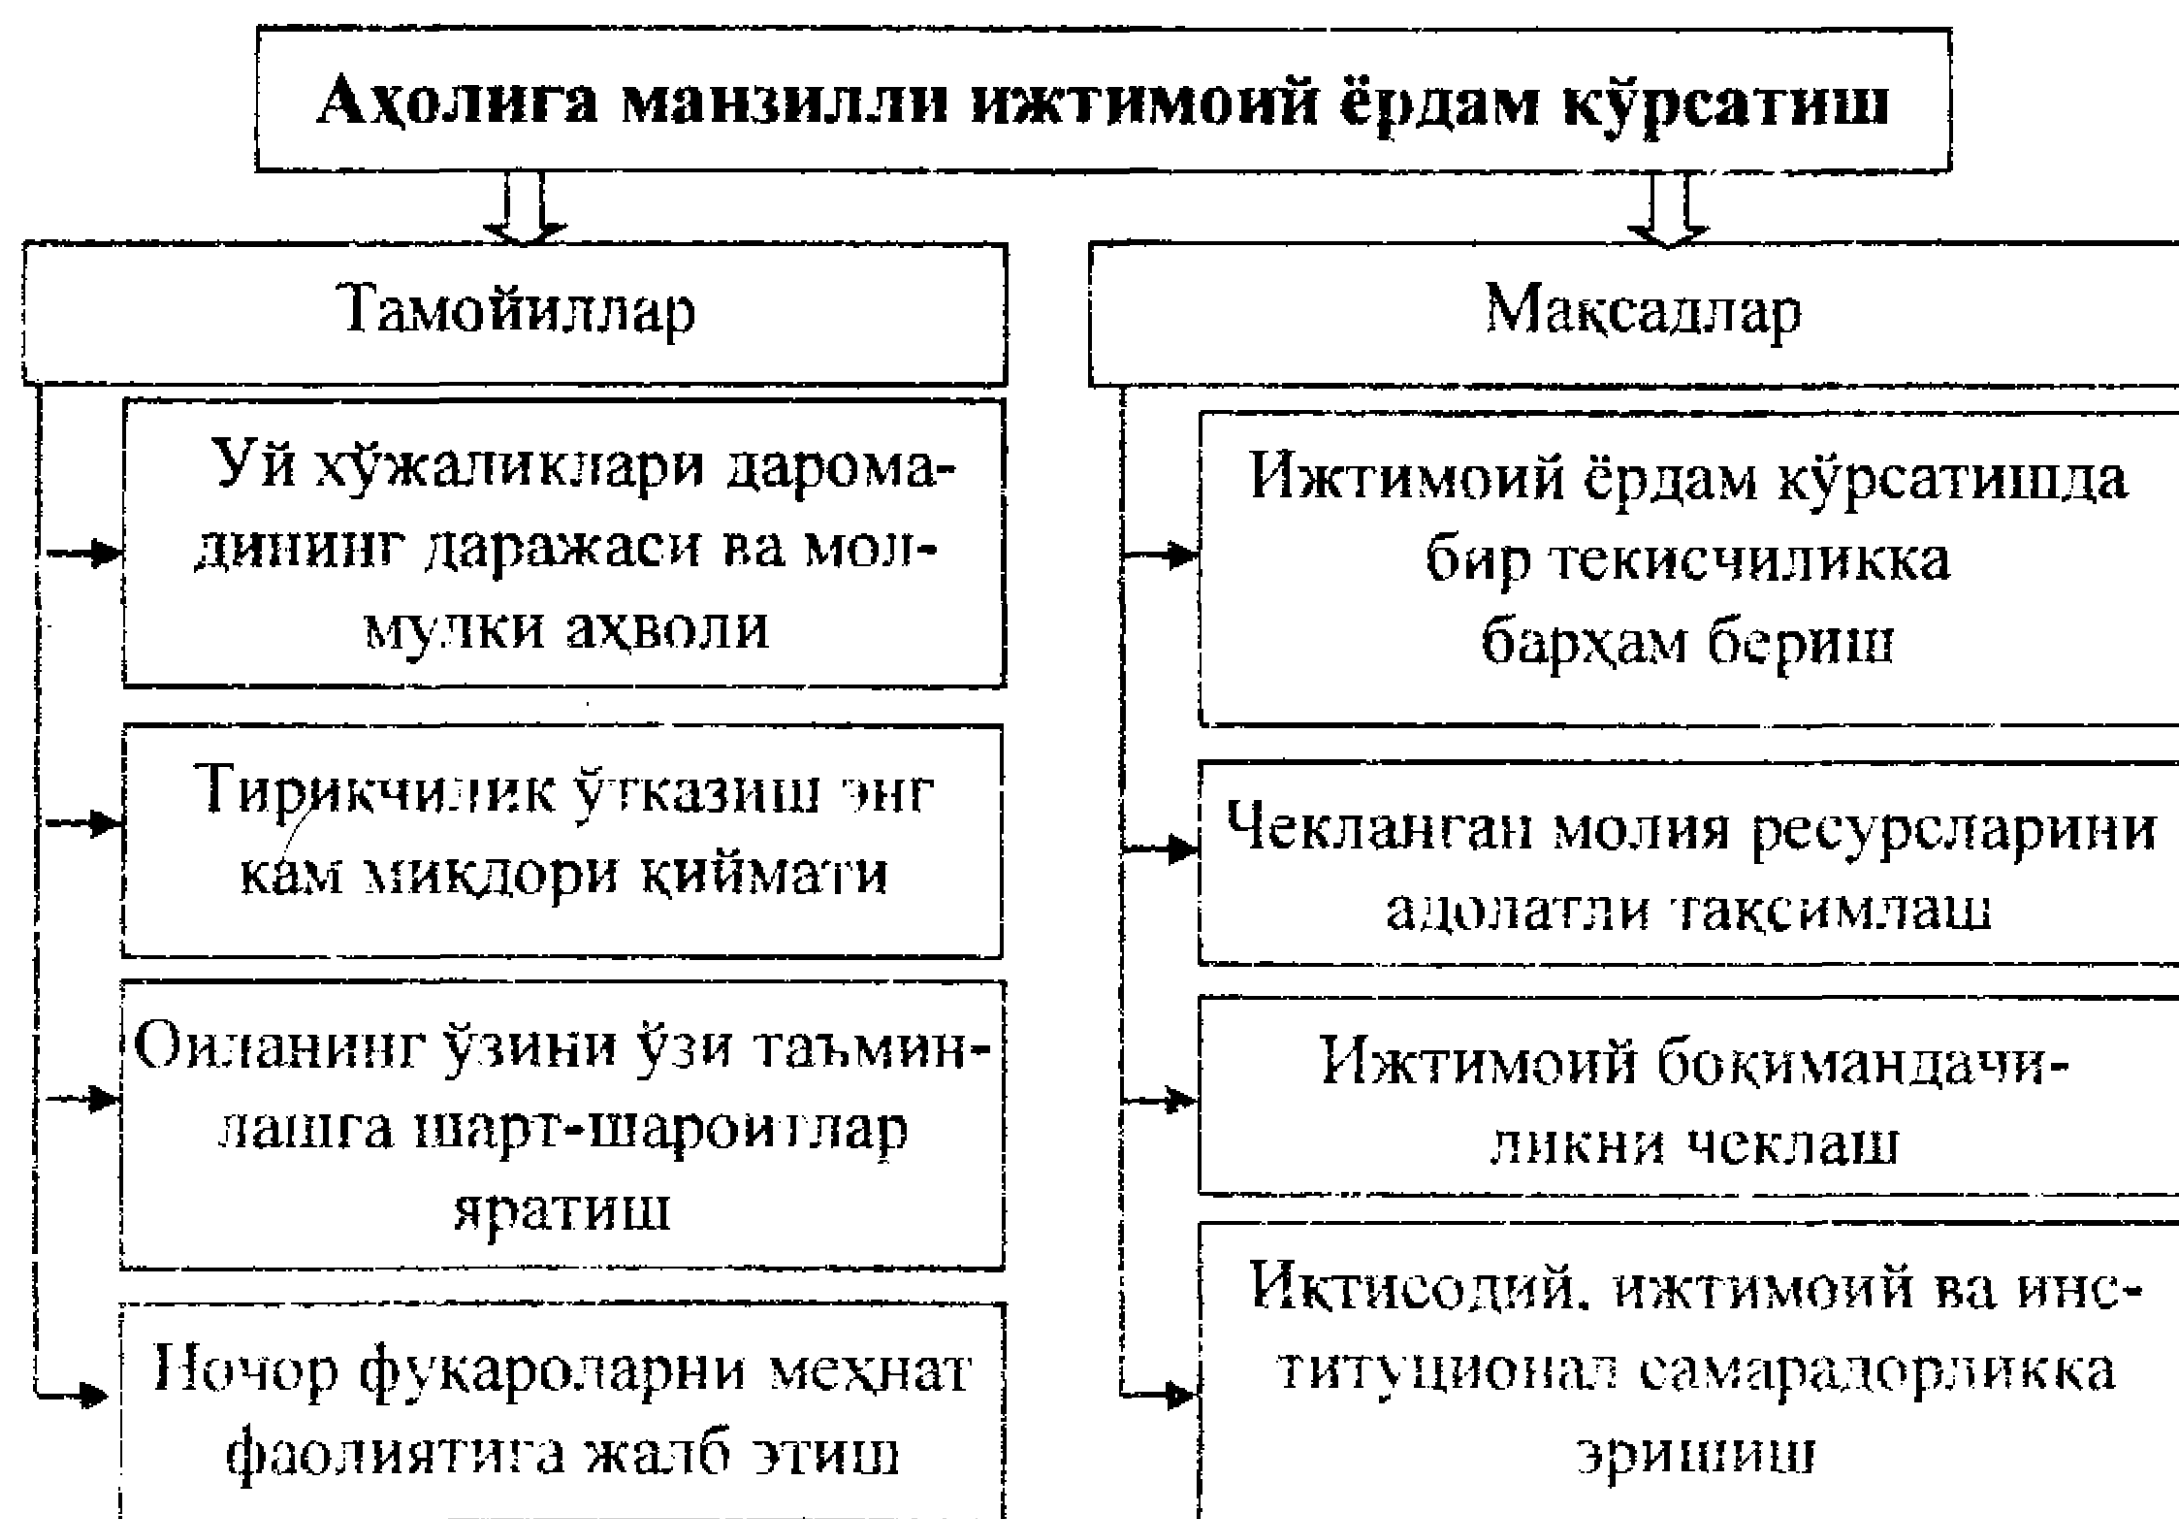 Аҳолига манзилли ижтимоий ёрдам кўрсатиш
Тамойиллар
Уй хўжаликлари дарома-
дининг даражаси ва мол-
мулки аҳволи
Тирикчилик ўтказиш энг
кам миқдори қиймати
Оиланинг ўзини ўзи таъмин-
лашга шарт-шароитлар
яратиш
Ночор фуқароларни меҳнат
фаолиятига жалб этиш
Мақсадлар
Ижтимоий ёрдам кўрсатишда
бир текисчиликка
барҳам бериш
Чекланган молия ресурсларини
адолатли тақсимлаш
Ижтимоий боқимандачи-
ликни чеклаш
Иқтисодий, ижтимоий ва инс-
титуционал самарадорликка
эришиш